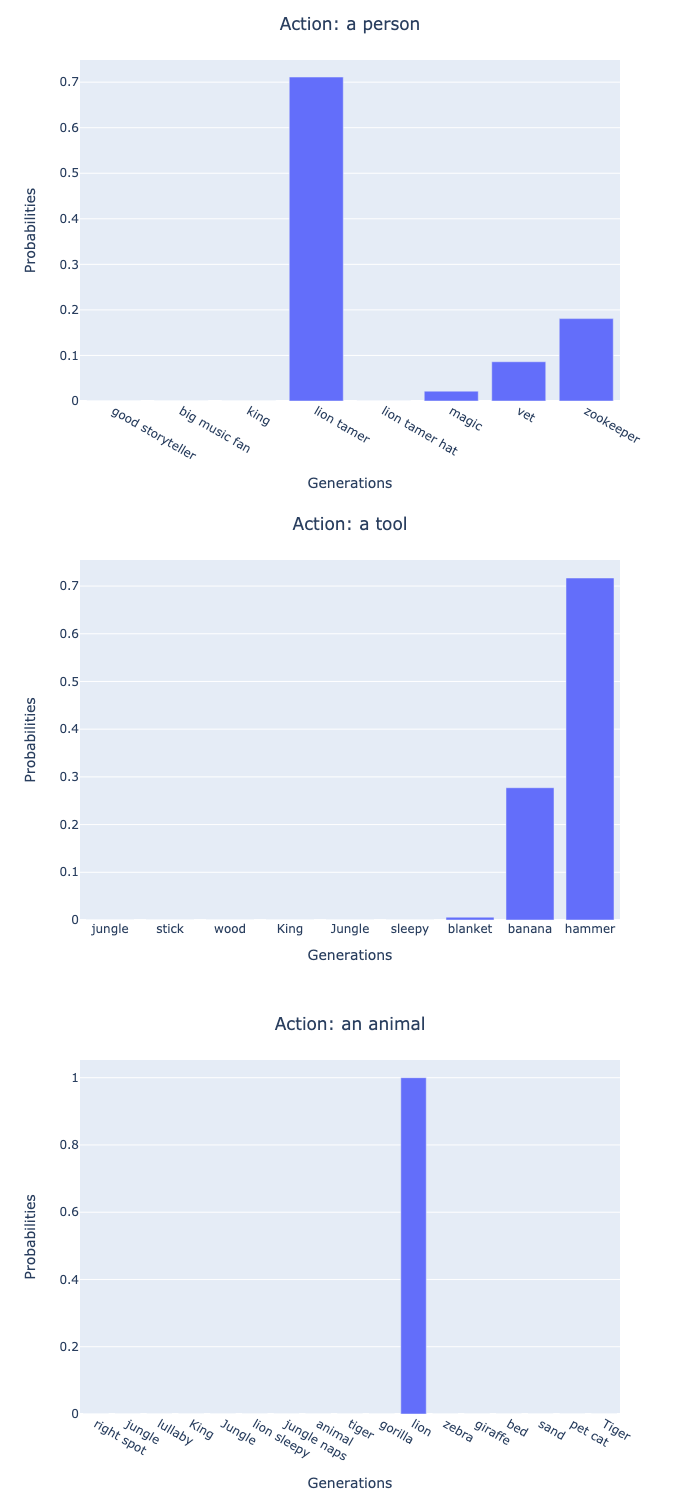 Action: a person
Probabilities
0.7
0.6
0.5
0.4
0.3
0.2
0.1
0
good storyteller
big music fan
king
lion tamer
lion tamer hat
magic
vet
zookeeper
Generations
Action: a tool
Probabilities
0.7
0.6
0.5
0.4
0.3
0.2
0.1
0
jungle stick wood King Jungle sleepy blanket banana hammer
Generations
Action: an animal
Probabilities
1
0.8
0.6
0.4
0.2
0
right spot
jungle
lullaby
King
Jungle
lion sleepy
jungle naps
animal
tiger
gorilla
lion
zebra
giraffe
bed
sand
pet cat
Tiger
Generations